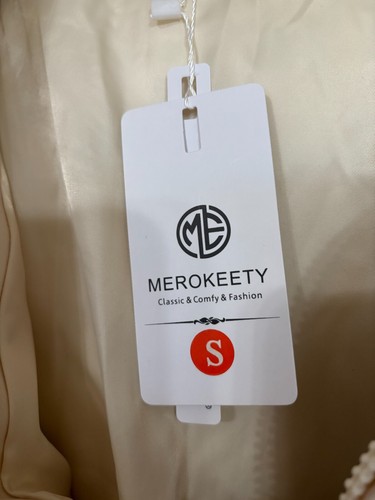 ME
MEROKEETY
Classic & Comfy & Fashion
S